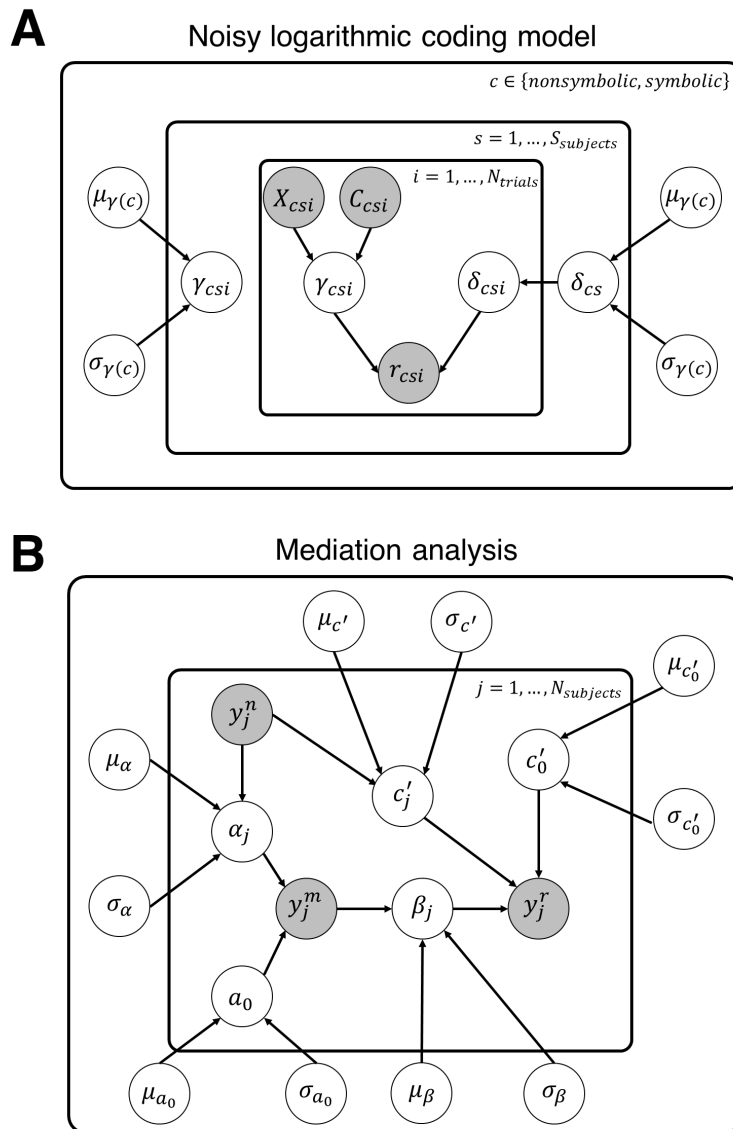 A
Noisy logarithmic coding model
c ∈ {nonsymbolic, symbolic}
s = 1, …, S_subjects
i = 1, …, N_trials
μ_γ(c)
X_csi
C_csi
μ_γ(c)
γ_csi
γ_csi
δ_csi
δ_cs
σ_γ(c)
r_csi
σ_γ(c)
B
Mediation analysis
μ_c′
σ_c′
j = 1, …, N_subjects
μ_c′_0
y_j^n
μ_α
c′_j
c′_0
α_j
σ_c′_0
σ_α
y_j^m
β_j
y_j^r
a_0
μ_a_0
σ_a_0
μ_β
σ_β